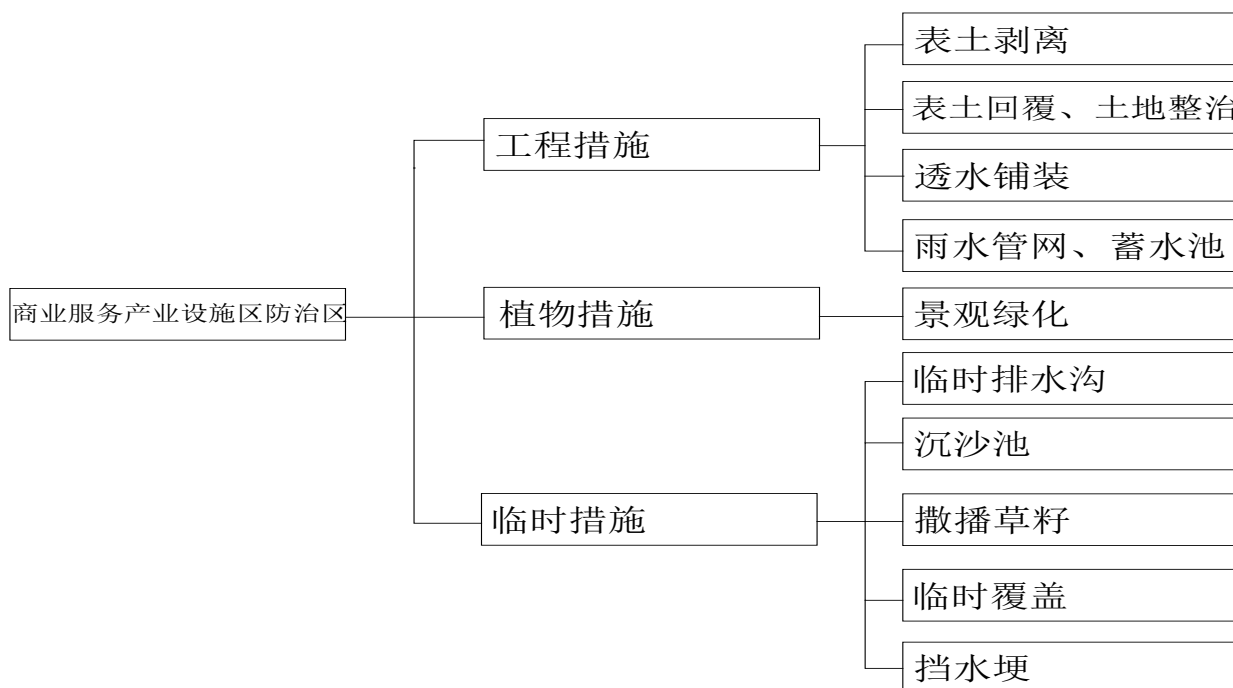 商业服务产业设施区防治区
工程措施
表土剥离
表土回覆、土地整治
透水铺装
雨水管网、蓄水池
植物措施
景观绿化
临时措施
临时排水沟
沉沙池
撒播草籽
临时覆盖
挡水埂